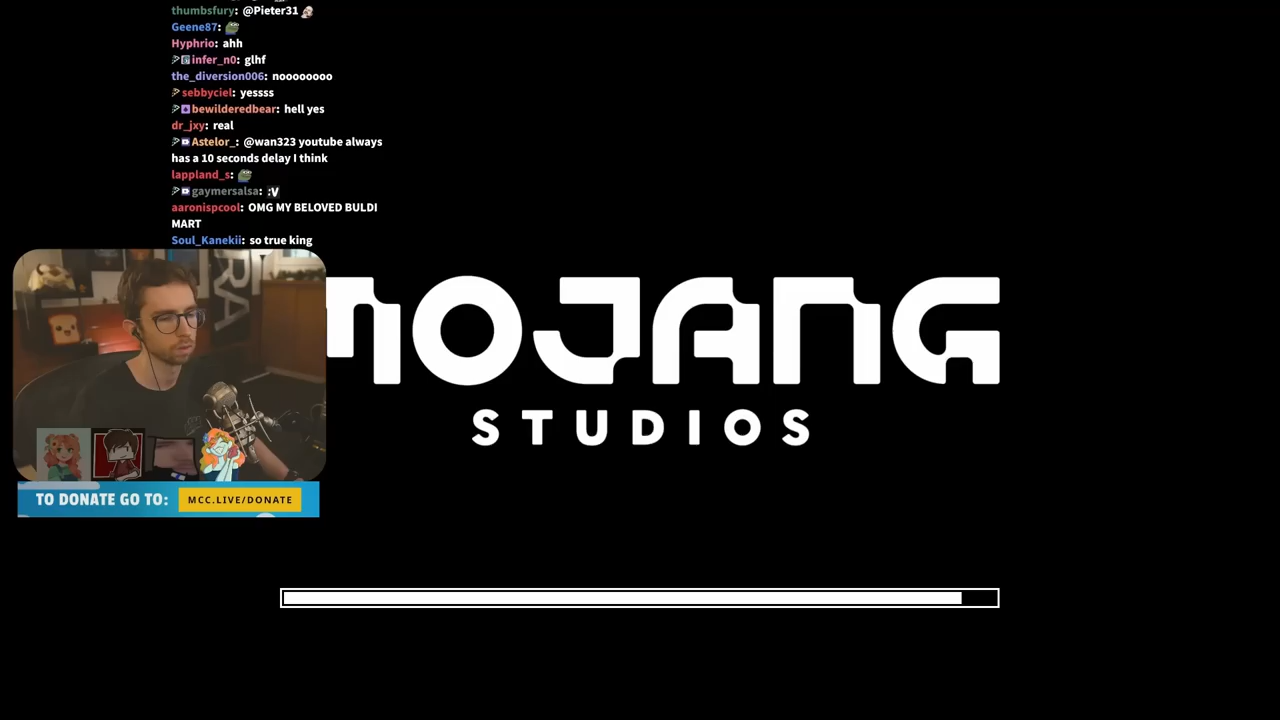 thumbsfury: @Pieter31
Geene87:
Hyphrio: ahh
infer_n0: glhf
the_diversion006: noooooooo
sebbyciel: yessss
bewilderedbear: hell yes
dr_jxy: real
Astelor_: @wan323 youtube always
has a 10 seconds delay I think
lappland_s:
gaymersalsa: :V
aaronispcool: OMG MY BELOVED BULDI
MART
Soul_Kanekii: so true king
MOJANG
STUDIOS
TO DONATE GO TO: MCC.LIVE/DONATE